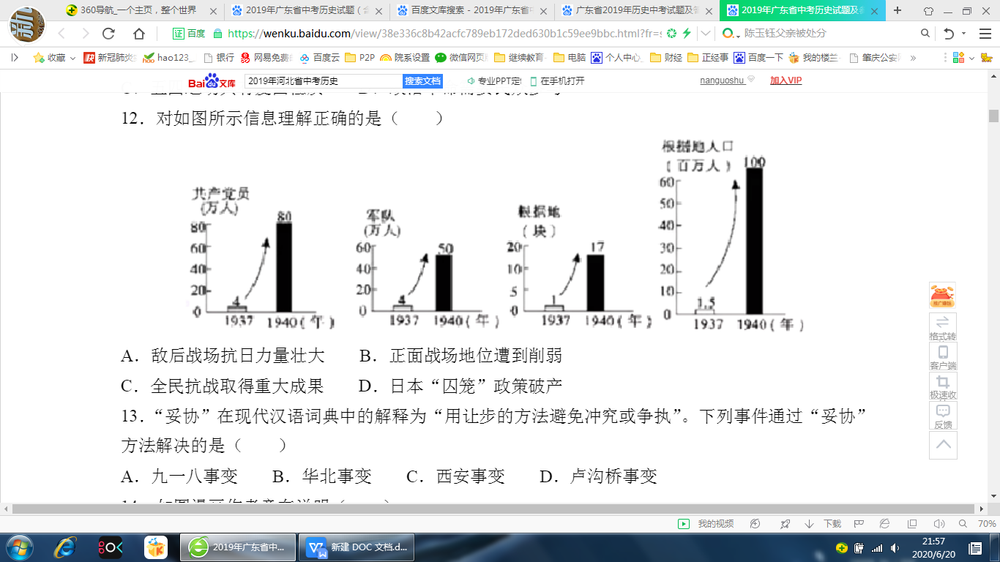 360导航_一个主页，整个世界
2019年广东省中考历史试题（含
百度文库搜索 - 2019年广东省中
广东省2019年历史中考试题及答
2019年广东省中考历史试题及
证 百度 https://wenku.baidu.com/view/38e336c8b42acfc789eb172ded630b1c59ee9bbc.html?fr=s 陈玉钰父亲被处分
收藏 新冠肺炎 hao123_ 银行 网易免费 百度云 P2P 院系设置 微信网页 继续教育 电脑 个人中心_ 财经 正经事 百度一下 我的楼兰 肇庆公安 »
Bai du 文库 2019年河北省中考历史 搜索文档 专业PPT定 在手机打开 nanguoshu 加入VIP
12．对如图所示信息理解正确的是（　　）
共产党员
(万人)
80
60
40
20
0
4
80
1937 1940(年)
军队
(万人)
60
40
20
0
4
50
1937 1940(年)
根据地
(块)
20
10
5
0
1
17
1937 1940(年)
根据地人口
(百万人)
60
50
40
30
20
10
0
1.5
100
1937 1940(年)
A．敌后战场抗日力量壮大　　B．正面战场地位遭到削弱
C．全民抗战取得重大成果　　D．日本“囚笼”政策破产
13．“妥协”在现代汉语词典中的解释为“用让步的方法避免冲究或争执”。下列事件通过“妥协”
方法解决的是（　　）
A．九一八事变　　B．华北事变　　C．西安事变　　D．卢沟桥事变
格式转
客户端
极速收
反馈
我的视频 下载 70%
2019年广东省中...
新建 DOC 文档.d...
21:57
2020/6/20